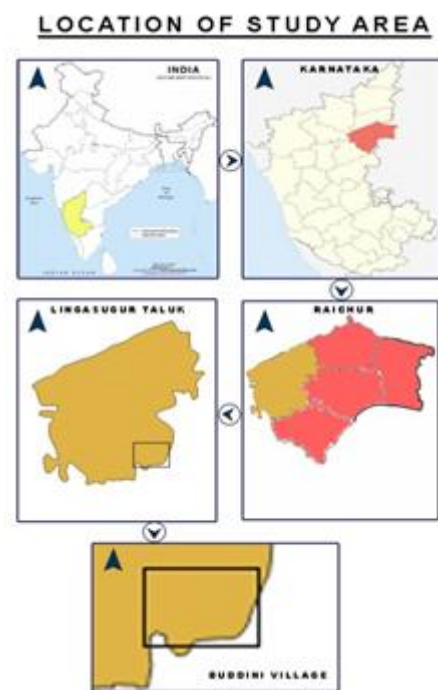 LOCATION OF STUDY AREA
INDIA
KARNATAKA
LINGASUGUR TALUK
RAICHUR
BUDDINI VILLAGE